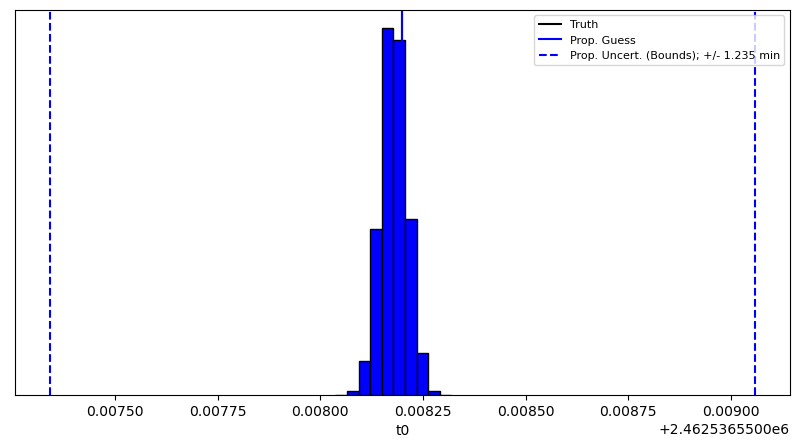 Truth
Prop. Guess
Prop. Uncert. (Bounds); +/- 1.235 min
0.00750 0.00775 0.00800 0.00825 0.00850 0.00875 0.00900
t0
+2.4625365500e6